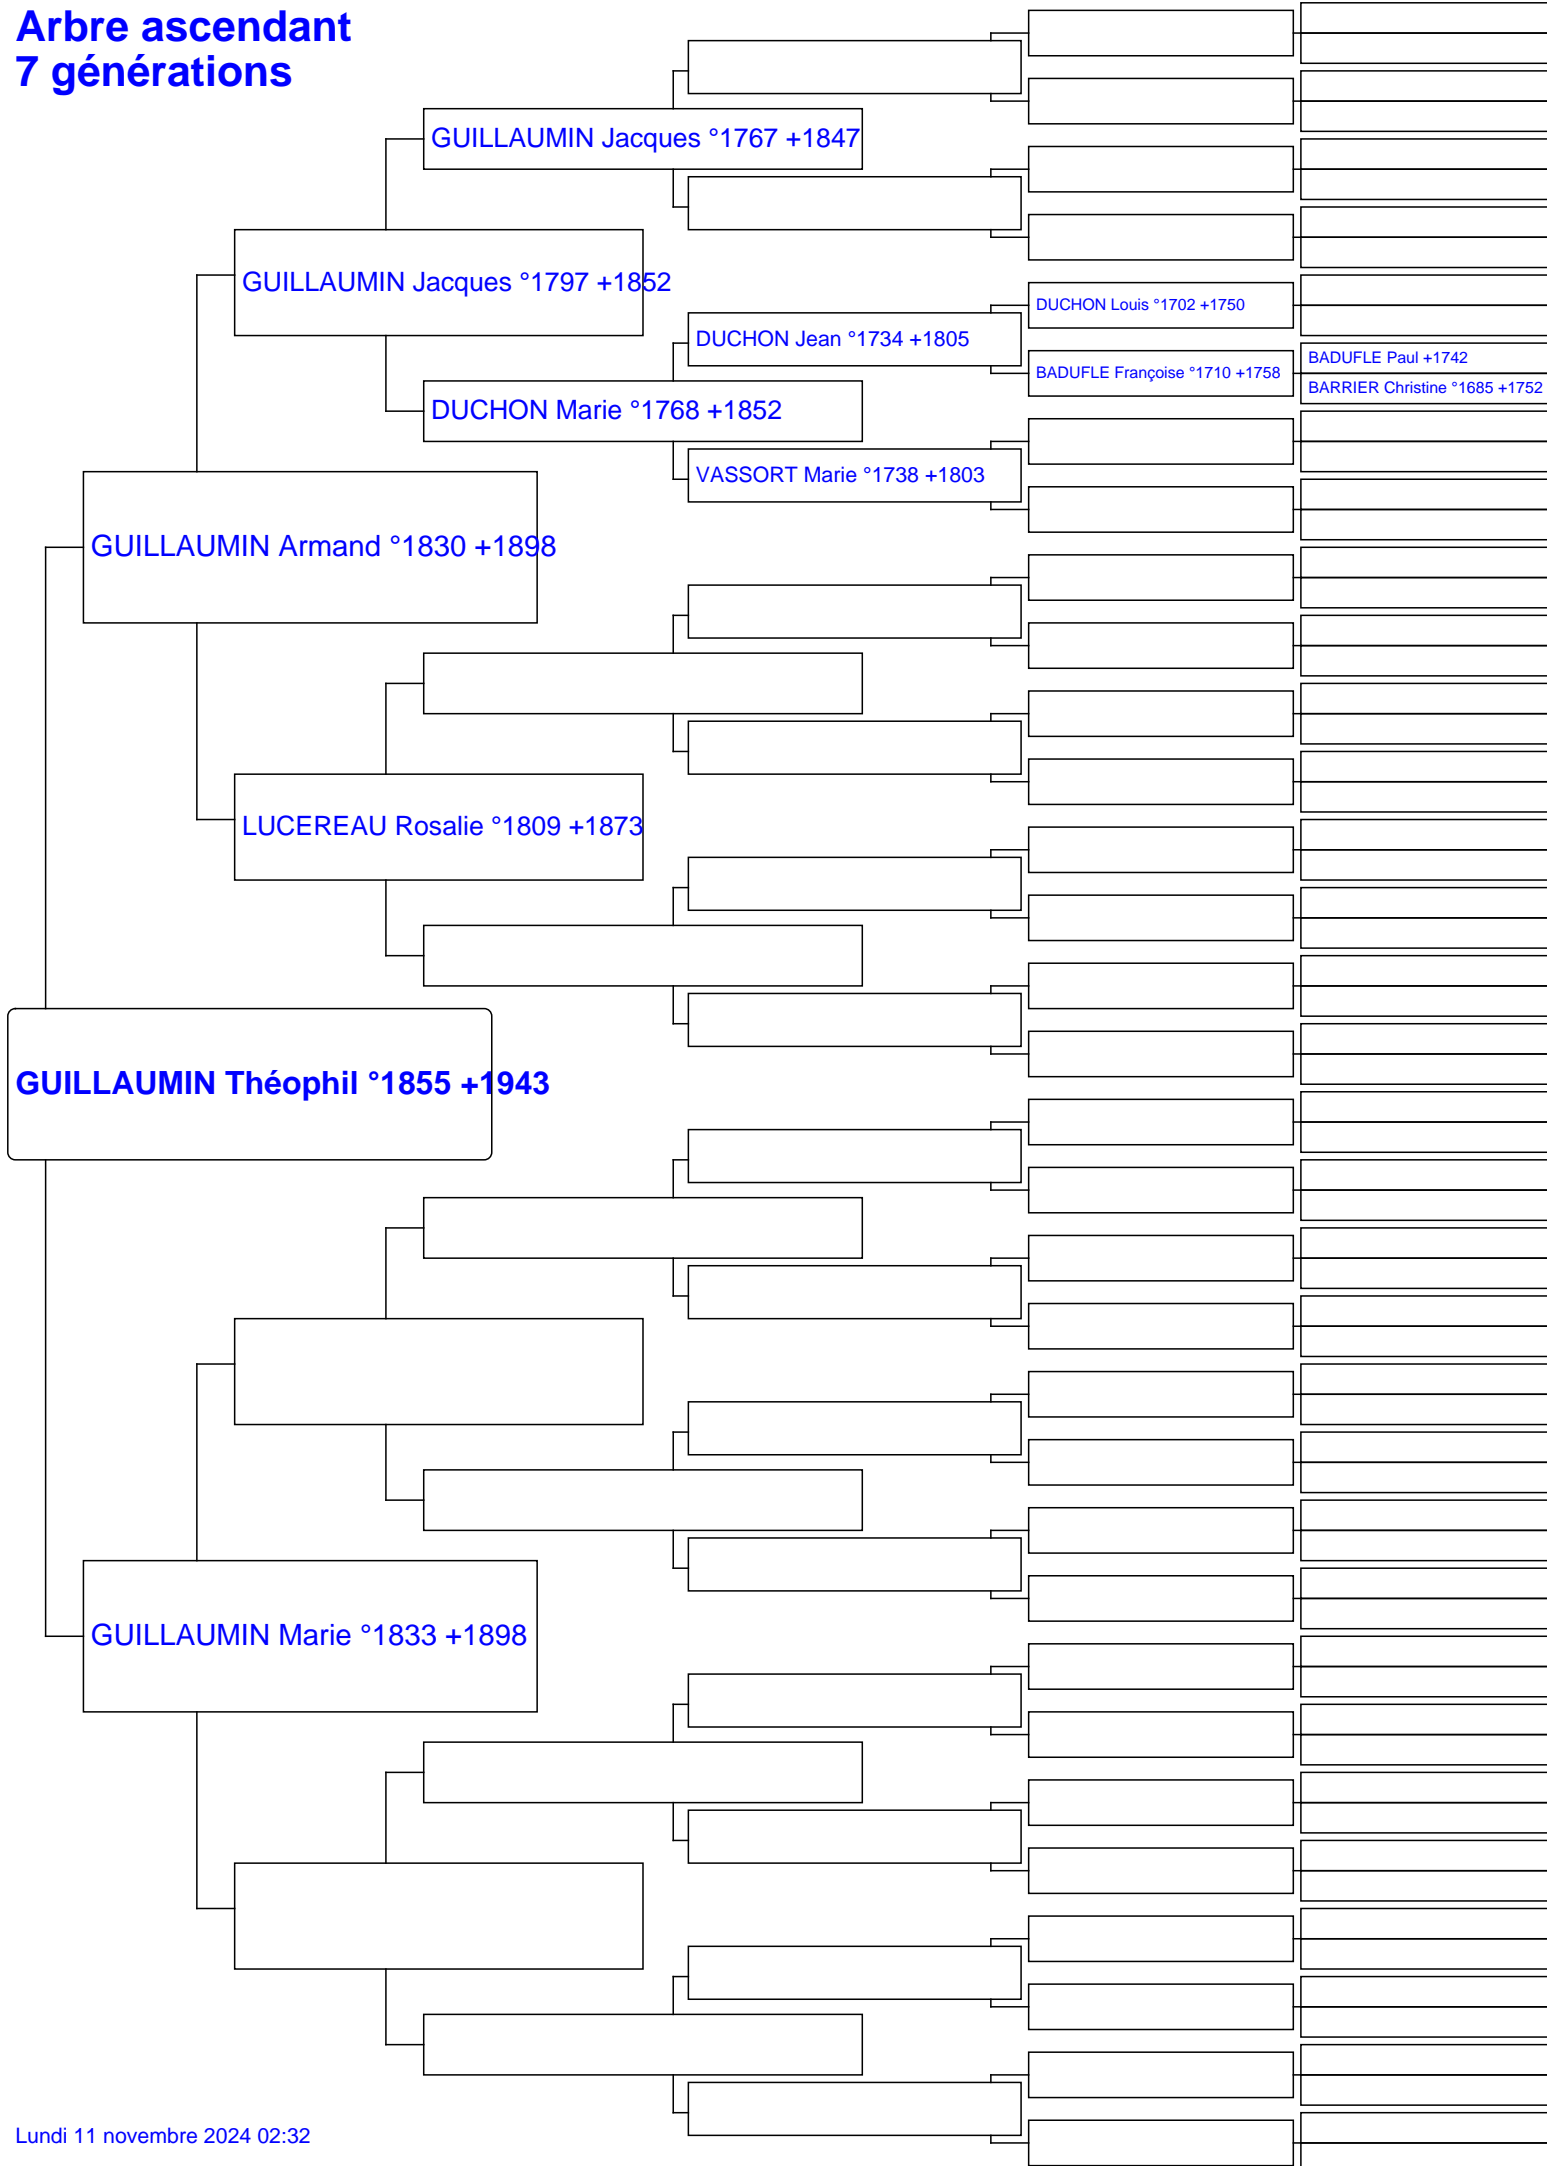 Arbre ascendant
7 générations
GUILLAUMIN Jacques °1767 +1847
GUILLAUMIN Jacques °1797 +1852
DUCHON Louis °1702 +1750
DUCHON Jean °1734 +1805
BADUFLE Paul +1742
BADUFLE Françoise °1710 +1758
BARRIER Christine °1685 +1752
DUCHON Marie °1768 +1852
VASSORT Marie °1738 +1803
GUILLAUMIN Armand °1830 +1898
LUCEREAU Rosalie °1809 +1873
GUILLAUMIN Théophil °1855 +1943
GUILLAUMIN Marie °1833 +1898
Lundi 11 novembre 2024 02:32